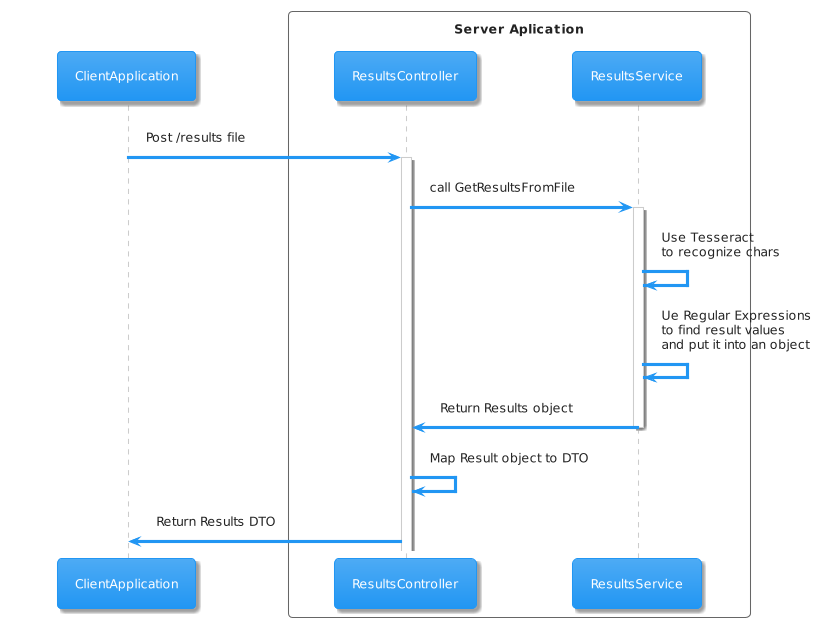 Server Aplication
ClientApplication
ResultsController
ResultsService
Post /results file
call GetResultsFromFile
Use Tesseract
to recognize chars
Ue Regular Expressions
to find result values
and put it into an object
Return Results object
Map Result object to DTO
Return Results DTO
ClientApplication
ResultsController
ResultsService